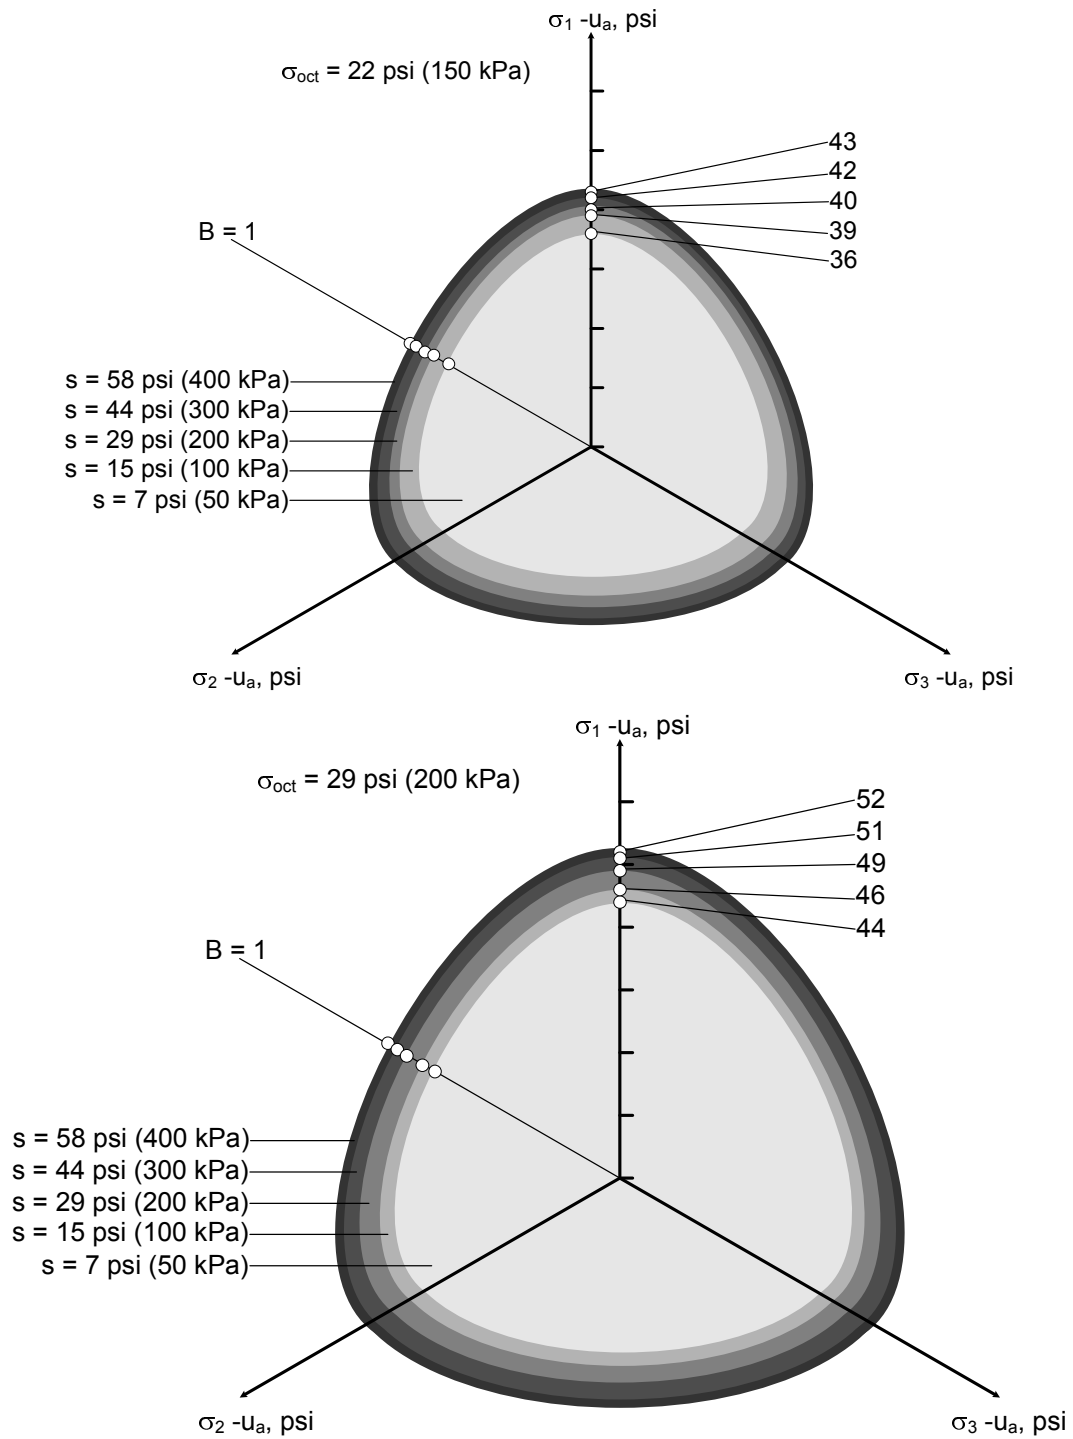 σ1 -ua, psi
σoct = 22 psi (150 kPa)
43
42
40
39
36
B = 1
s = 58 psi (400 kPa)
s = 44 psi (300 kPa)
s = 29 psi (200 kPa)
s = 15 psi (100 kPa)
s = 7 psi (50 kPa)
σ2 -ua, psi
σ3 -ua, psi
σ1 -ua, psi
σoct = 29 psi (200 kPa)
52
51
49
46
44
B = 1
s = 58 psi (400 kPa)
s = 44 psi (300 kPa)
s = 29 psi (200 kPa)
s = 15 psi (100 kPa)
s = 7 psi (50 kPa)
σ2 -ua, psi
σ3 -ua, psi